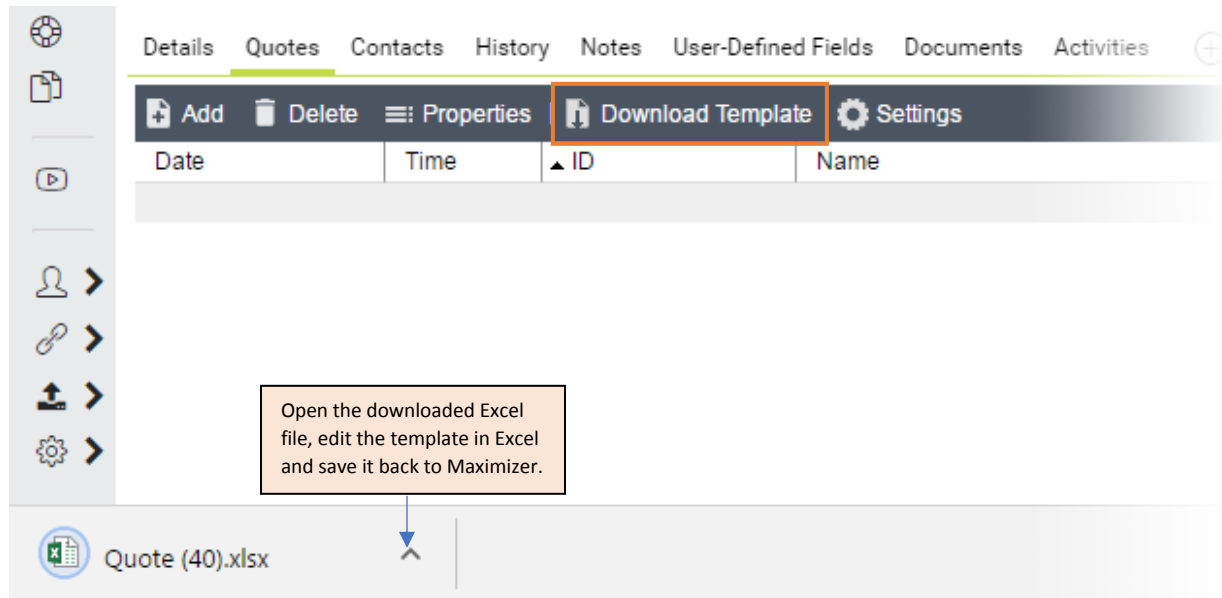 Details Quotes Contacts History Notes User-Defined Fields Documents Activities
Add Delete Properties Download Template Settings
Date Time ID Name
Open the downloaded Excel
file, edit the template in Excel
and save it back to Maximizer.
Quote (40).xlsx